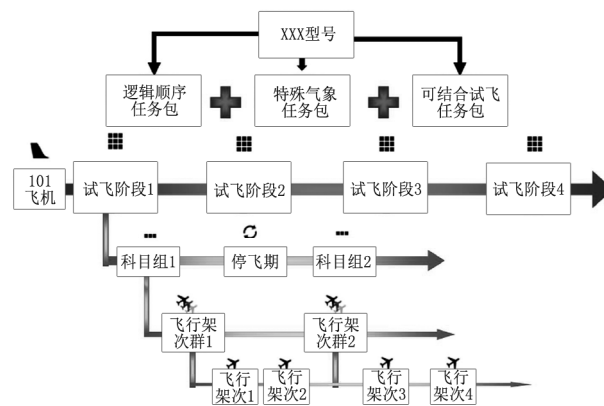 XXX型号
逻辑顺序
任务包
特殊气象
任务包
可结合试飞
任务包
101
飞机
试飞阶段1
试飞阶段2
试飞阶段3
试飞阶段4
科目组1
停飞期
科目组2
飞行架
次群1
飞行架
次群2
飞行
架次1
飞行
架次2
飞行
架次3
飞行
架次4